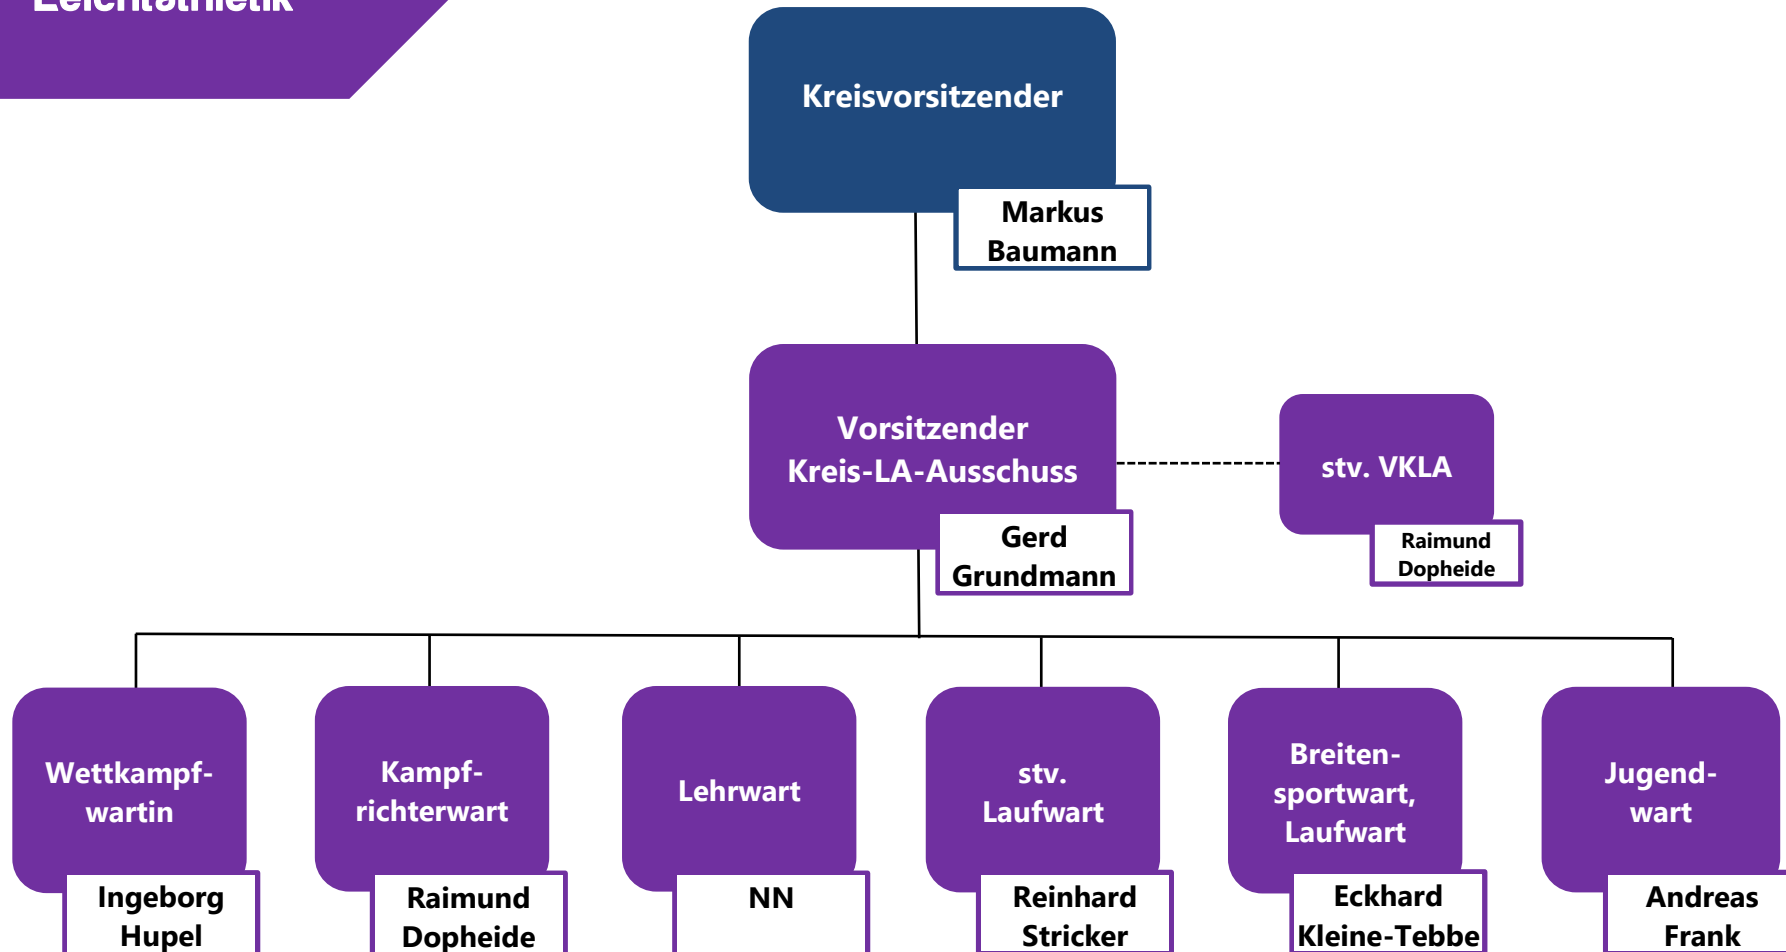 Leichtathletik
Kreisvorsitzender
Markus
Baumann
Vorsitzender
Kreis-LA-Ausschuss
Gerd
Grundmann
stv. VKLA
Raimund
Dopheide
Wettkampf-
wartin
Ingeborg
Hupel
Kampf-
richterwart
Raimund
Dopheide
Lehrwart
NN
stv.
Laufwart
Reinhard
Stricker
Breiten-
sportwart,
Laufwart
Eckhard
Kleine-Tebbe
Jugend-
wart
Andreas
Frank